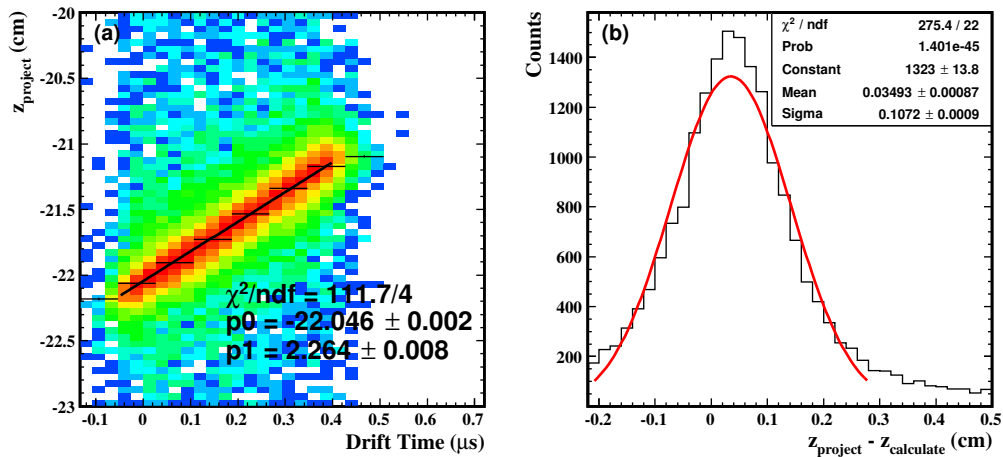 (a)
z_project (cm)
-20
-20.5
-21
-21.5
-22
-22.5
-23
χ²/ndf = 111.7/4
p0 = -22.046 ± 0.002
p1 = 2.264 ± 0.008
-0.1 0 0.1 0.2 0.3 0.4 0.5 0.6 0.7
Drift Time (μs)
(b)
Counts
1400
1200
1000
800
600
400
200
χ² / ndf 275.4 / 22
Prob 1.401e-45
Constant 1323 ± 13.8
Mean 0.03493 ± 0.00087
Sigma 0.1072 ± 0.0009
-0.2 -0.1 0 0.1 0.2 0.3 0.4 0.5
z_project - z_calculate (cm)